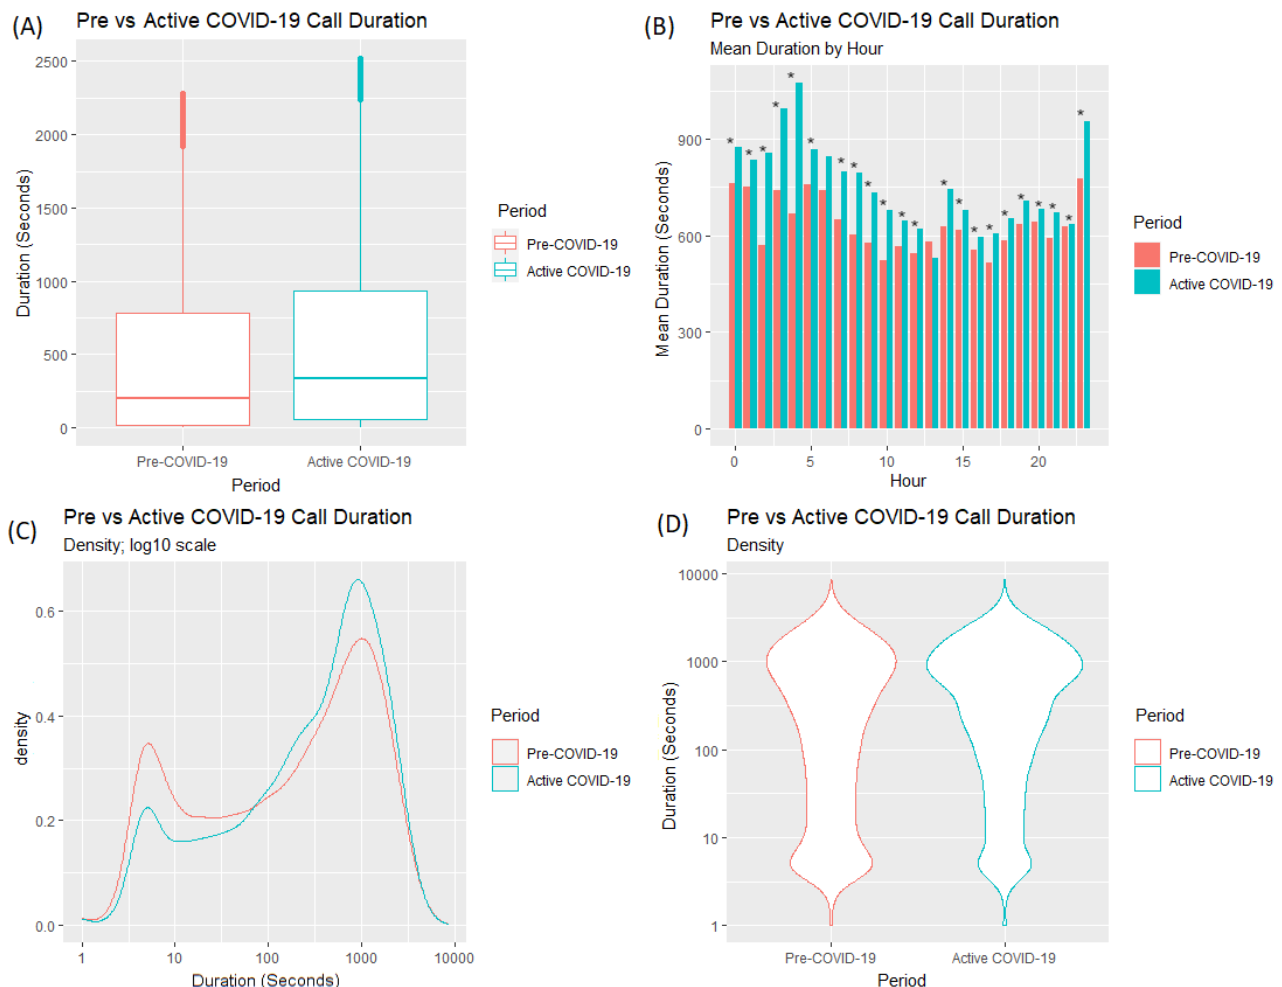 (A)
Pre vs Active COVID-19 Call Duration
2500
2000
1500
1000
500
0
Duration (Seconds)
Pre-COVID-19
Active COVID-19
Period
Period
Pre-COVID-19
Active COVID-19
(B)
Pre vs Active COVID-19 Call Duration
Mean Duration by Hour
900
600
300
0
Mean Duration (Seconds)
* * * * * * * * * * * * * * * * * * * * * *
0 5 10 15 20
Hour
Period
Pre-COVID-19
Active COVID-19
(C)
Pre vs Active COVID-19 Call Duration
Density; log10 scale
0.6
0.4
0.2
0.0
density
1 10 100 1000 10000
Duration (Seconds)
Period
Pre-COVID-19
Active COVID-19
(D)
Pre vs Active COVID-19 Call Duration
Density
10000
1000
100
10
1
Duration (Seconds)
Pre-COVID-19
Active COVID-19
Period
Period
Pre-COVID-19
Active COVID-19